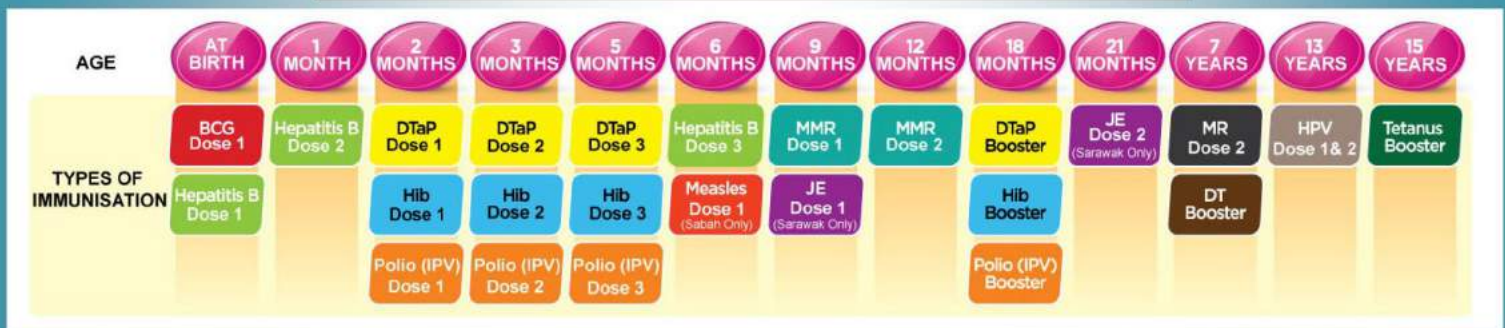 AGE
AT
BIRTH
1
MONTH
2
MONTHS
3
MONTHS
5
MONTHS
6
MONTHS
9
MONTHS
12
MONTHS
18
MONTHS
21
MONTHS
7
YEARS
13
YEARS
15
YEARS
TYPES OF
IMMUNISATION
BCG
Dose 1
Hepatitis B
Dose 1
Hepatitis B
Dose 2
DTaP
Dose 1
Hib
Dose 1
Polio (IPV)
Dose 1
DTaP
Dose 2
Hib
Dose 2
Polio (IPV)
Dose 2
DTaP
Dose 3
Hib
Dose 3
Polio (IPV)
Dose 3
Hepatitis B
Dose 3
Measles
Dose 1
(Sabah Only)
MMR
Dose 1
JE
Dose 1
(Sarawak Only)
MMR
Dose 2
DTaP
Booster
Hib
Booster
Polio (IPV)
Booster
JE
Dose 2
(Sarawak Only)
MR
Dose 2
DT
Booster
HPV
Dose 1& 2
Tetanus
Booster